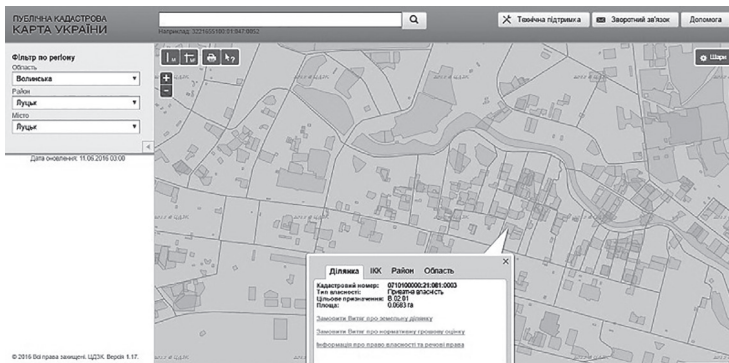 ПУБЛІЧНА КАДАСТРОВА
КАРТА УКРАЇНИ
Наприклад: 3221655100:01:047:0052
Технічна підтримка
Зворотний зв'язок
Допомога
Фільтр по регіону
Область
Волинська
Район
Луцьк
Місто
Луцьк
Дата оновлення: 11.06.2016 03:00
Шари
Ділянка ІКК Район Область
Кадастровий номер: 0710100000:21:081:0003
Тип власності: Приватна власність
Цільове призначення: В.02.01
Площа: 0.0683 га
Замовити Витяг про земельну ділянку
Замовити Витяг про нормативну грошову оцінку
Інформація про право власності та речові права
© 2016 Всі права захищені. ЦДЗК. Версія 1.17.